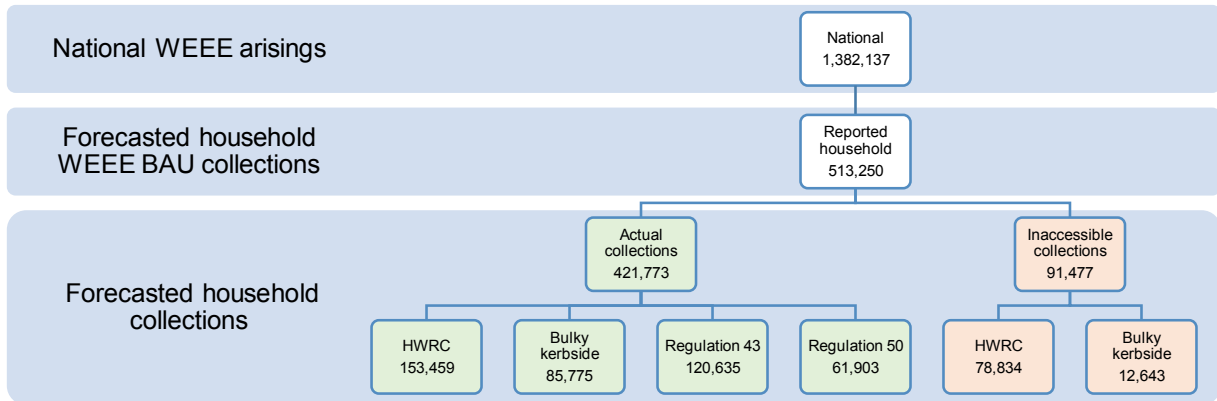 National WEEE arisings
National
1,382,137
Forecasted household
WEEE BAU collections
Reported
household
513,250
Forecasted household
collections
Actual
collections
421,773
Inaccessible
collections
91,477
HWRC
153,459
Bulky
kerbside
85,775
Regulation 43
120,635
Regulation 50
61,903
HWRC
78,834
Bulky
kerbside
12,643